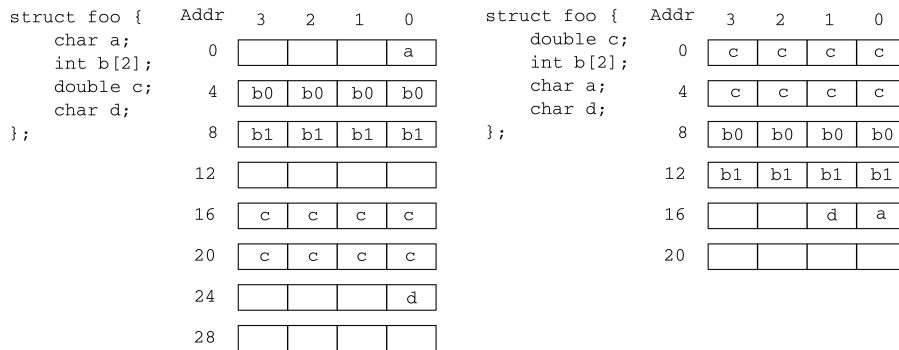 struct foo {
char a;
int b[2];
double c;
char d;
};
Addr 3 2 1 0
0 a
4 b0 b0 b0 b0
8 b1 b1 b1 b1
12
16 c c c c
20 c c c c
24 d
28
struct foo {
double c;
int b[2];
char a;
char d;
};
Addr 3 2 1 0
0 c c c c
4 c c c c
8 b0 b0 b0 b0
12 b1 b1 b1 b1
16 d a
20